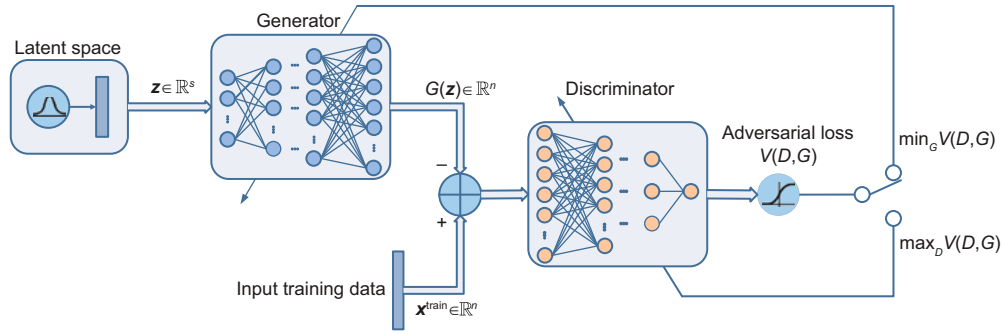 Generator
Latent space
z∈ℝˢ
G(z)∈ℝⁿ
Discriminator
Adversarial loss
V(D,G)
min_G V(D,G)
−
+
max_D V(D,G)
Input training data
x^train∈ℝⁿ